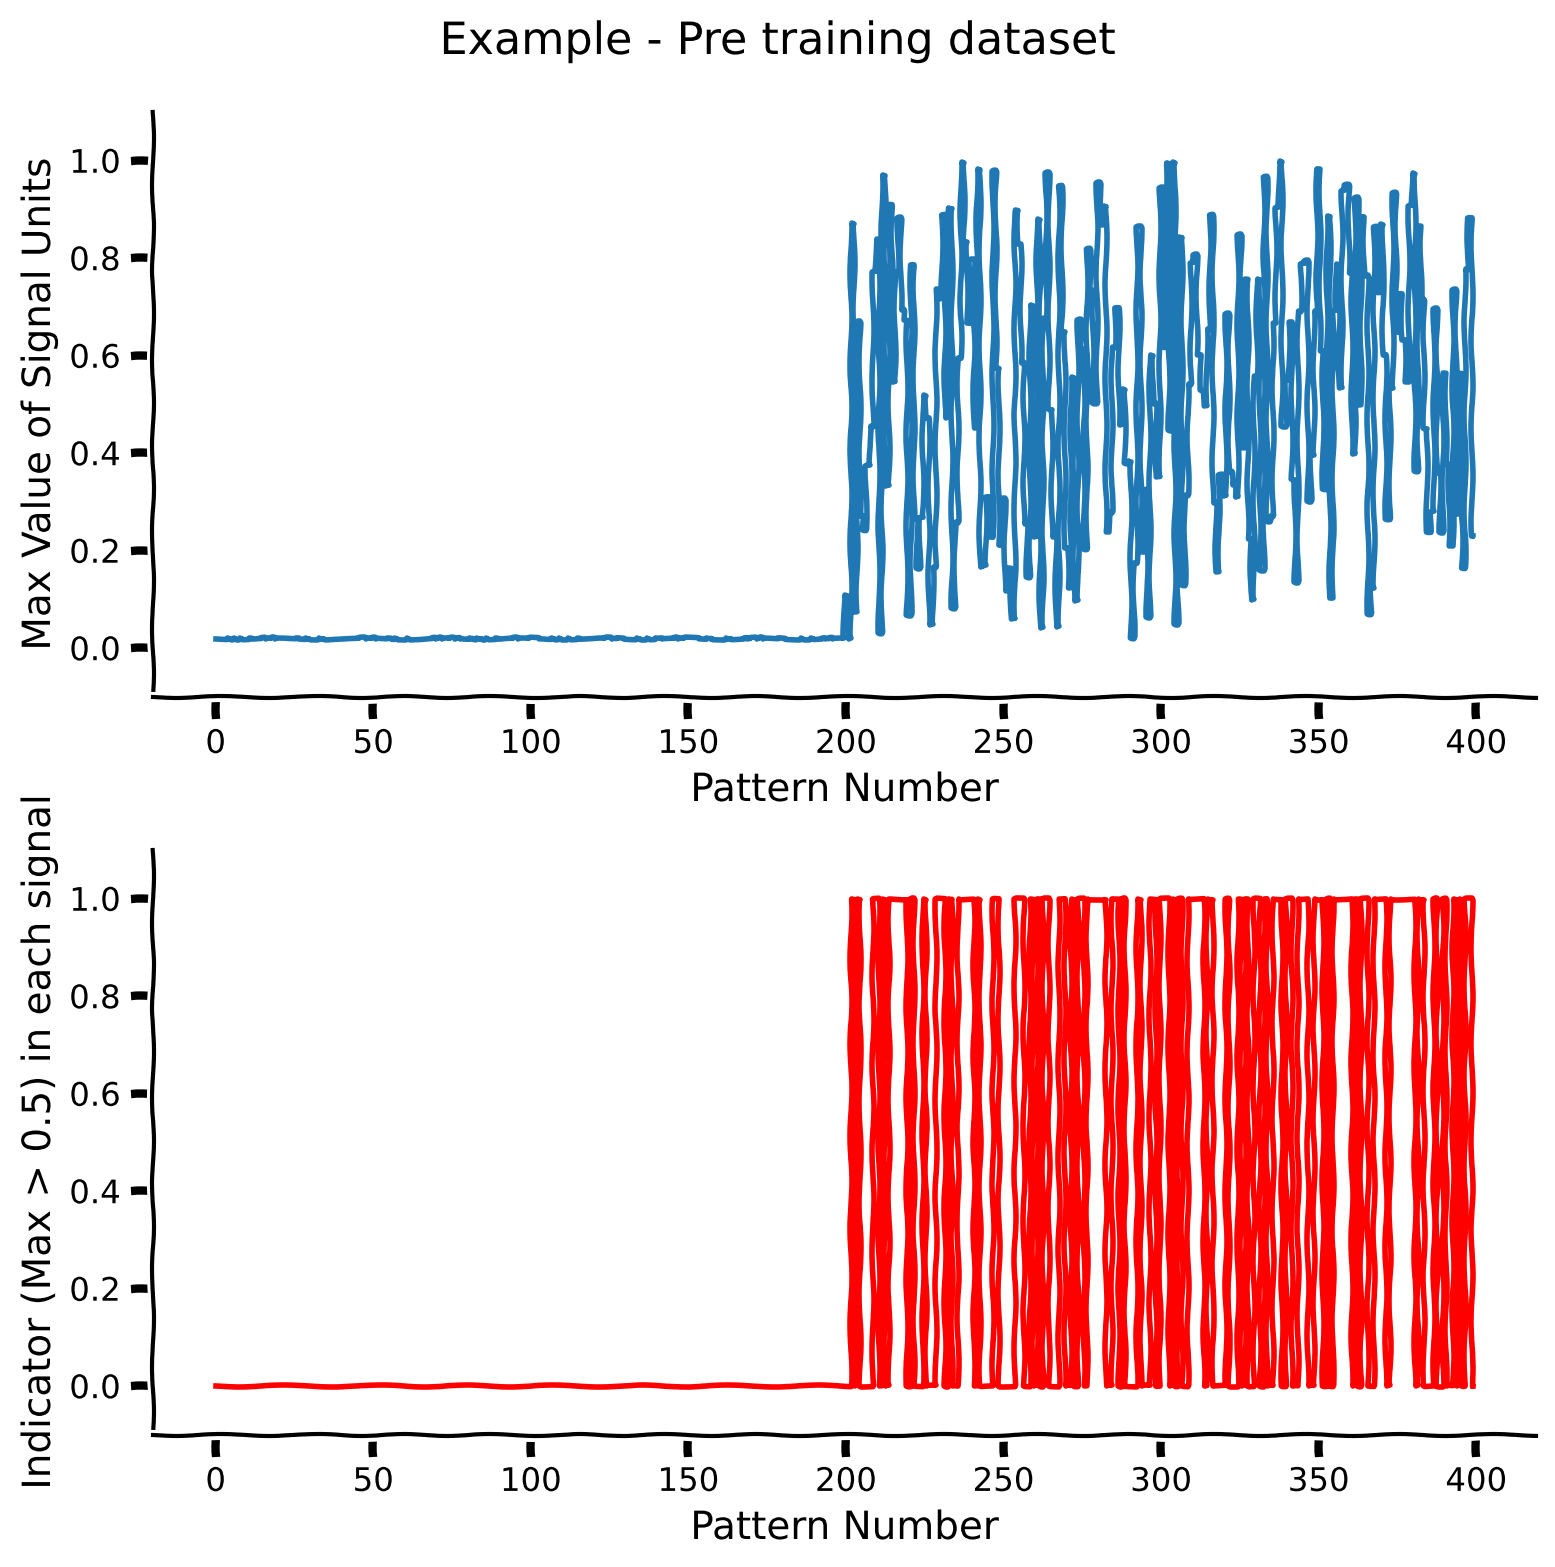 Example - Pre training dataset
Max Value of Signal Units
1.0
0.8
0.6
0.4
0.2
0.0
0 50 100 150 200 250 300 350 400
Pattern Number
Indicator (Max > 0.5) in each signal
1.0
0.8
0.6
0.4
0.2
0.0
0 50 100 150 200 250 300 350 400
Pattern Number